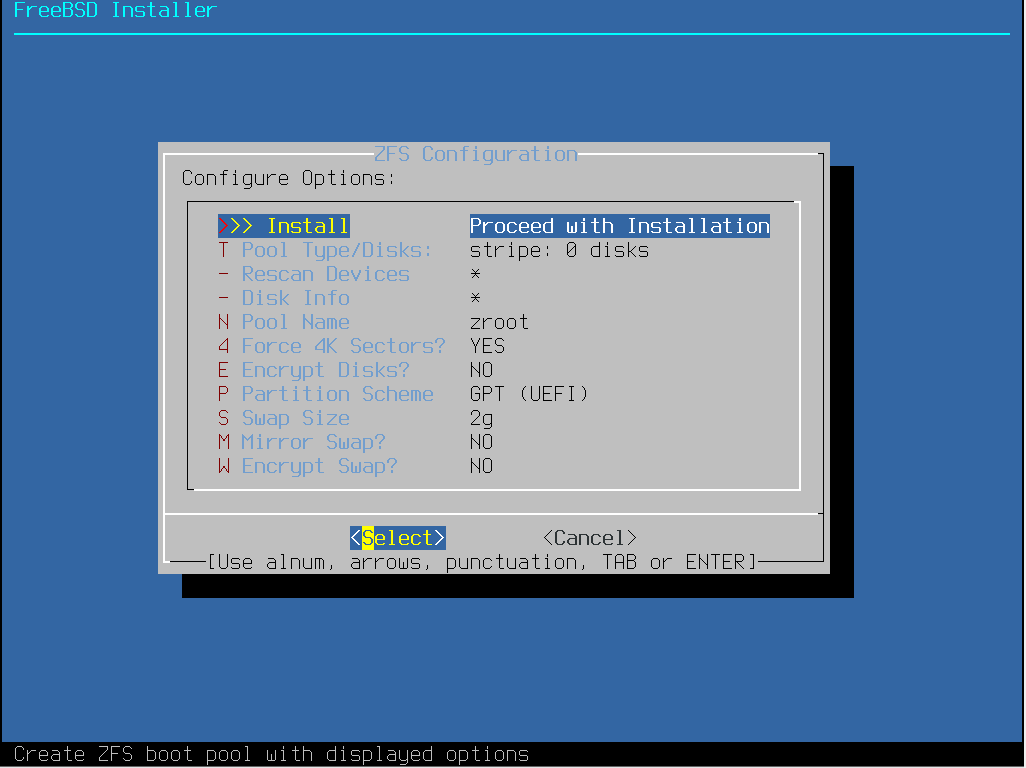 FreeBSD Installer
ZFS Configuration
Configure Options:
>>> Install Proceed with Installation
T Pool Type/Disks: stripe: 0 disks
- Rescan Devices *
- Disk Info *
N Pool Name zroot
4 Force 4K Sectors? YES
E Encrypt Disks? NO
P Partition Scheme GPT (UEFI)
S Swap Size 2g
M Mirror Swap? NO
W Encrypt Swap? NO
<Select> <Cancel>
[Use alnum, arrows, punctuation, TAB or ENTER]
Create ZFS boot pool with displayed options